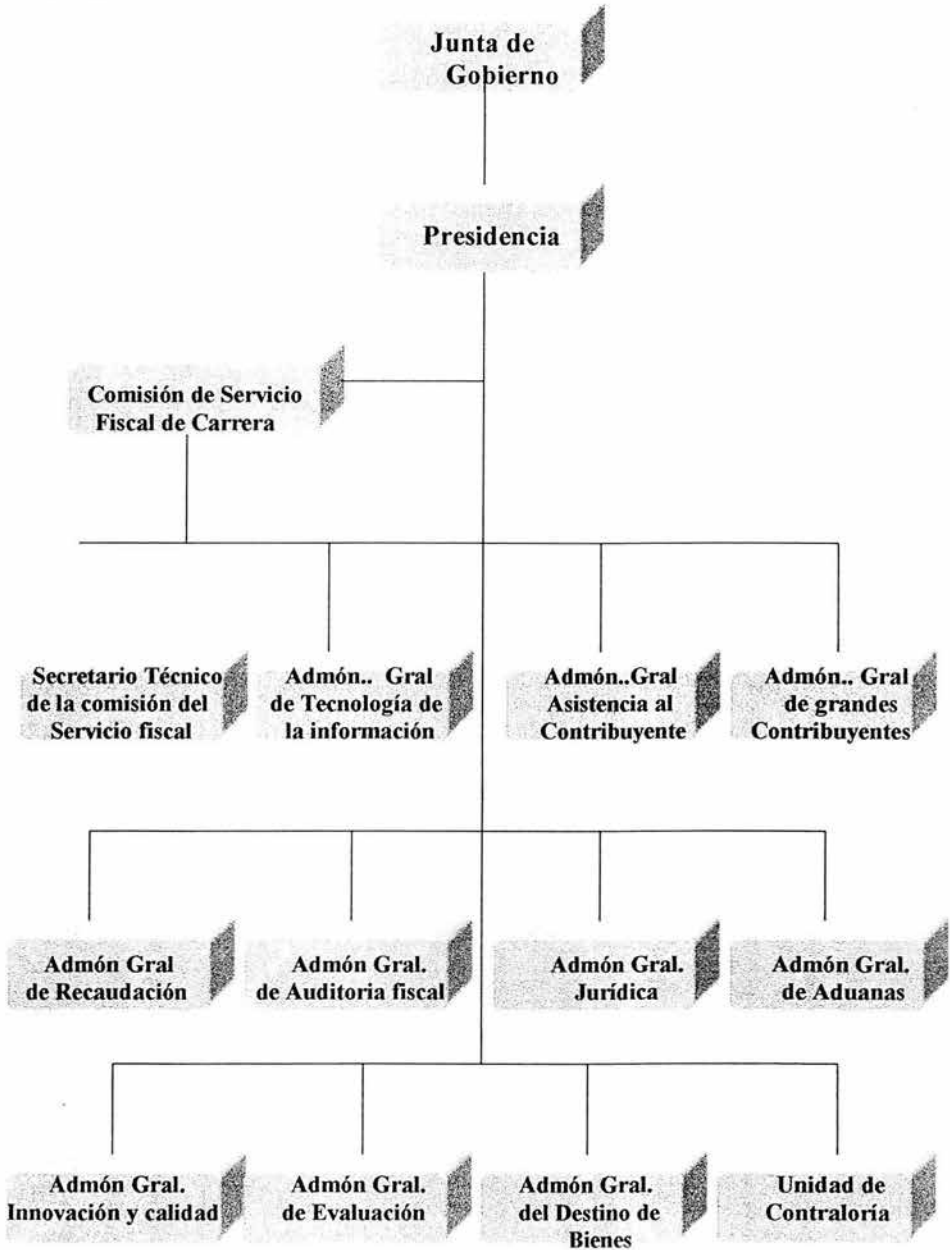 Junta de
Gobierno
Presidencia
Comisión de Servicio
Fiscal de Carrera
Secretario Técnico
de la comisión del
Servicio fiscal
Admón.. Gral
de Tecnología de
la información
Admón..Gral
Asistencia al
Contribuyente
Admón.. Gral
de grandes
Contribuyentes
Admón Gral
de Recaudación
Admón Gral.
de Auditoria fiscal
Admón Gral.
Jurídica
Admón Gral.
de Aduanas
Admón Gral.
Innovación y calidad
Admón Gral.
de Evaluación
Admón Gral.
del Destino de
Bienes
Unidad de
Contraloría